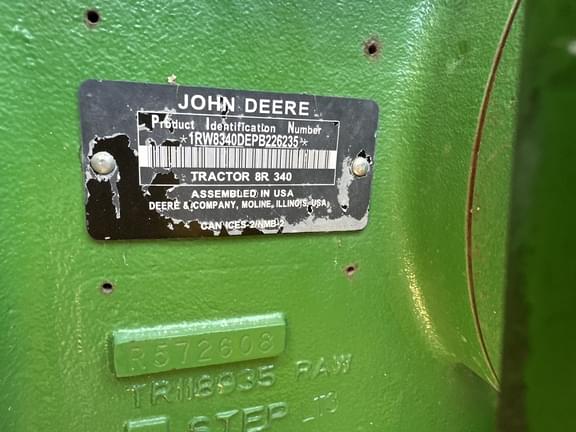 JOHN DEERE
Product Identification Number
*1RW8340DEPB226235*
TRACTOR 8R 340
ASSEMBLED IN USA
DEERE & COMPANY, MOLINE, ILLINOIS, USA
CAN ICES-2/NMB-2
R572608
TR118935 RAW
STEP LTS